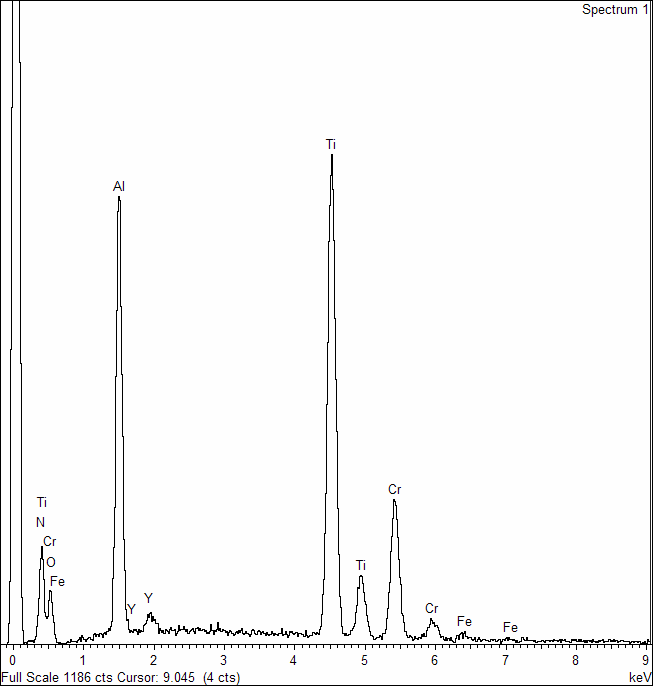 Spectrum 1
Ti
Al
Ti
N
Cr
O
Fe
Y
Y
Cr
Ti
Cr
Fe
Fe
0 1 2 3 4 5 6 7 8 9
Full Scale 1186 cts Cursor: 9.045 (4 cts) keV